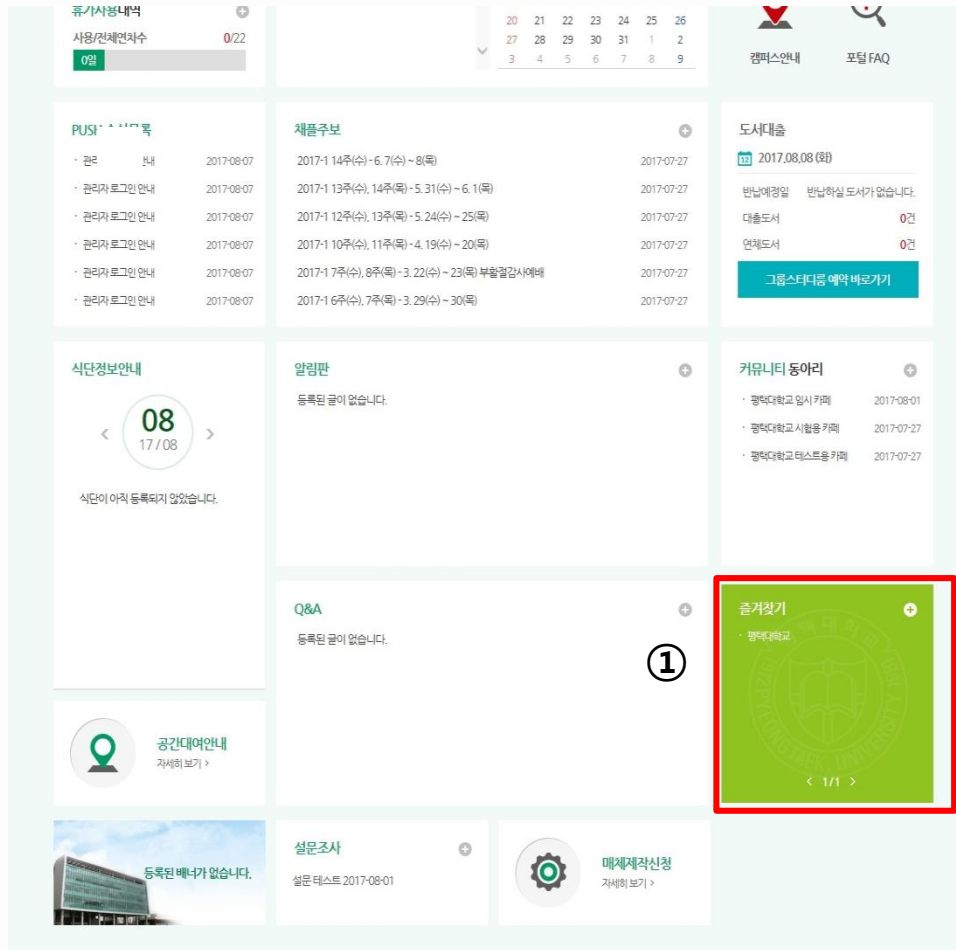 휴가사용내역
사용/전체연차수 0/22
0일
20 21 22 23 24 25 26
27 28 29 30 31 1 2
3 4 5 6 7 8 9
캠퍼스안내
포털 FAQ
PUSH 록
· 관리 안내 2017-08-07
· 관리자 로그인 안내 2017-08-07
· 관리자 로그인 안내 2017-08-07
· 관리자 로그인 안내 2017-08-07
· 관리자 로그인 안내 2017-08-07
· 관리자 로그인 안내 2017-08-07
채플주보
2017-1 14주(수) - 6. 7(수) ~ 8(목) 2017-07-27
2017-1 13주(수), 14주(목) - 5. 31(수) ~ 6. 1(목) 2017-07-27
2017-1 12주(수), 13주(목) - 5. 24(수) ~ 25(목) 2017-07-27
2017-1 10주(수), 11주(목) - 4. 19(수) ~ 20(목) 2017-07-27
2017-1 7주(수), 8주(목) - 3. 22(수) ~ 23(목) 부활절감사예배 2017-07-27
2017-1 6주(수), 7주(목) - 3. 29(수) ~ 30(목) 2017-07-27
도서대출
12 2017.08.08 (화)
반납예정일 반납하실 도서가 없습니다.
대출도서 0건
연체도서 0건
그룹스터디룸 예약 바로가기
식단정보안내
08
17 / 08
식단이 아직 등록되지 않았습니다.
알림판
등록된 글이 없습니다.
커뮤니티 동아리
· 평택대학교 임시 카페 2017-08-01
· 평택대학교 시험용 카페 2017-07-27
· 평택대학교 테스트용 카페 2017-07-27
Q&A
등록된 글이 없습니다.
①
즐겨찾기
· 평택대학교
< 1/1 >
공간대여안내
자세히 보기 >
등록된 배너가 없습니다.
설문조사
설문 테스트 2017-08-01
매체제작신청
자세히 보기 >